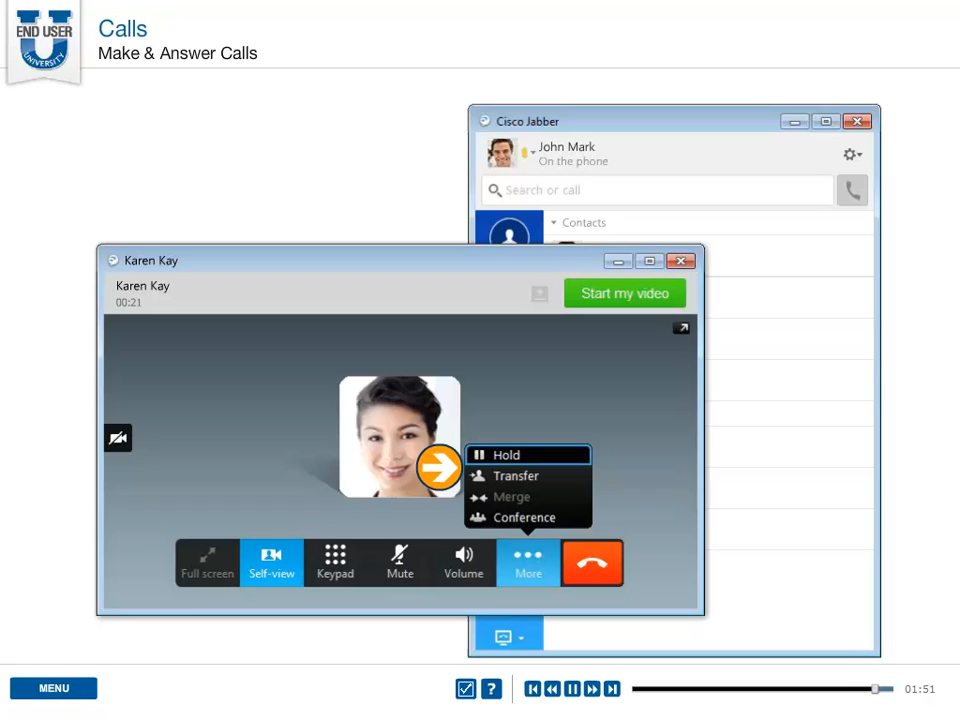 END USER
U
UNIVERSITY
Calls
Make & Answer Calls
Cisco Jabber
John Mark
On the phone
Search or call
Contacts
Karen Kay
Karen Kay
00:21
Start my video
Hold
Transfer
Merge
Conference
Full screen
Self-view
Keypad
Mute
Volume
More
MENU
?
01:51